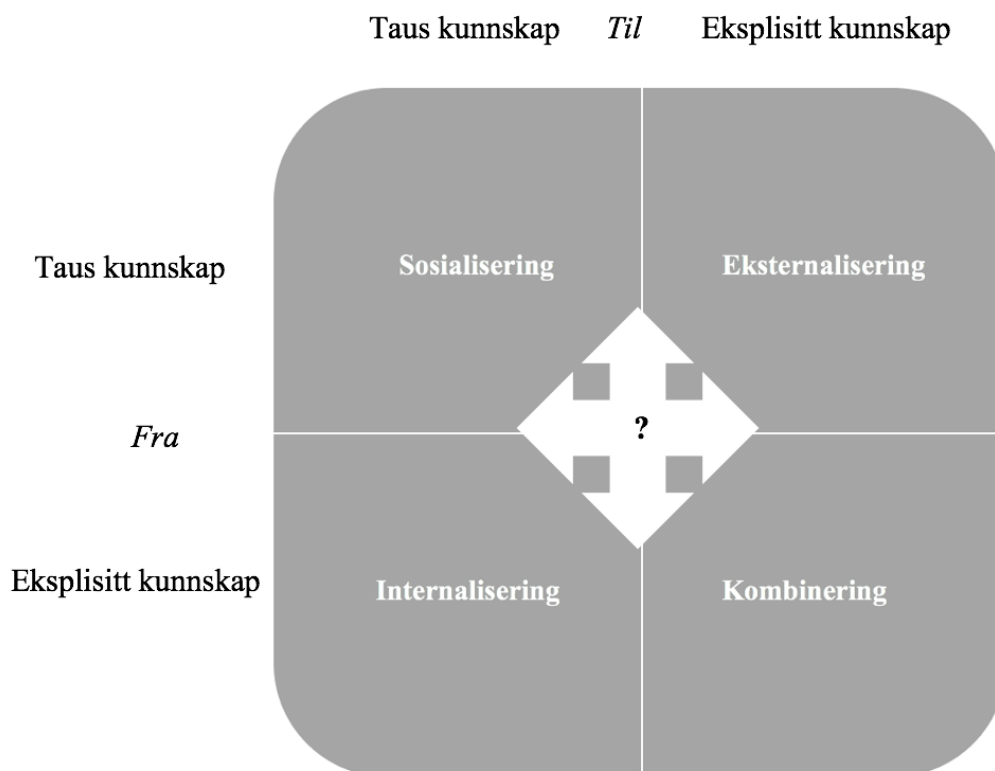 Taus kunnskap Til Eksplisitt kunnskap
Taus kunnskap
Sosialisering Eksternalisering
?
Fra
Eksplisitt kunnskap
Internalisering Kombinering